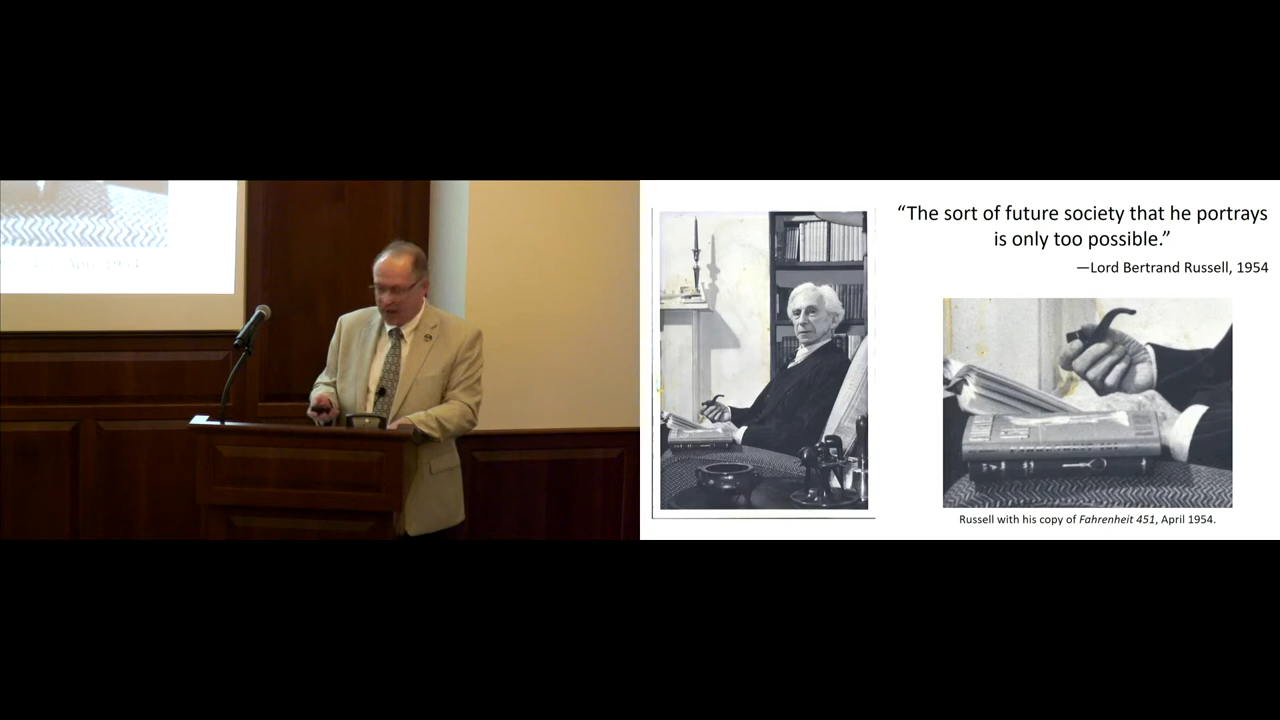 “The sort of future society that he portrays
is only too possible.”
—Lord Bertrand Russell, 1954
Russell with his copy of Fahrenheit 451, April 1954.